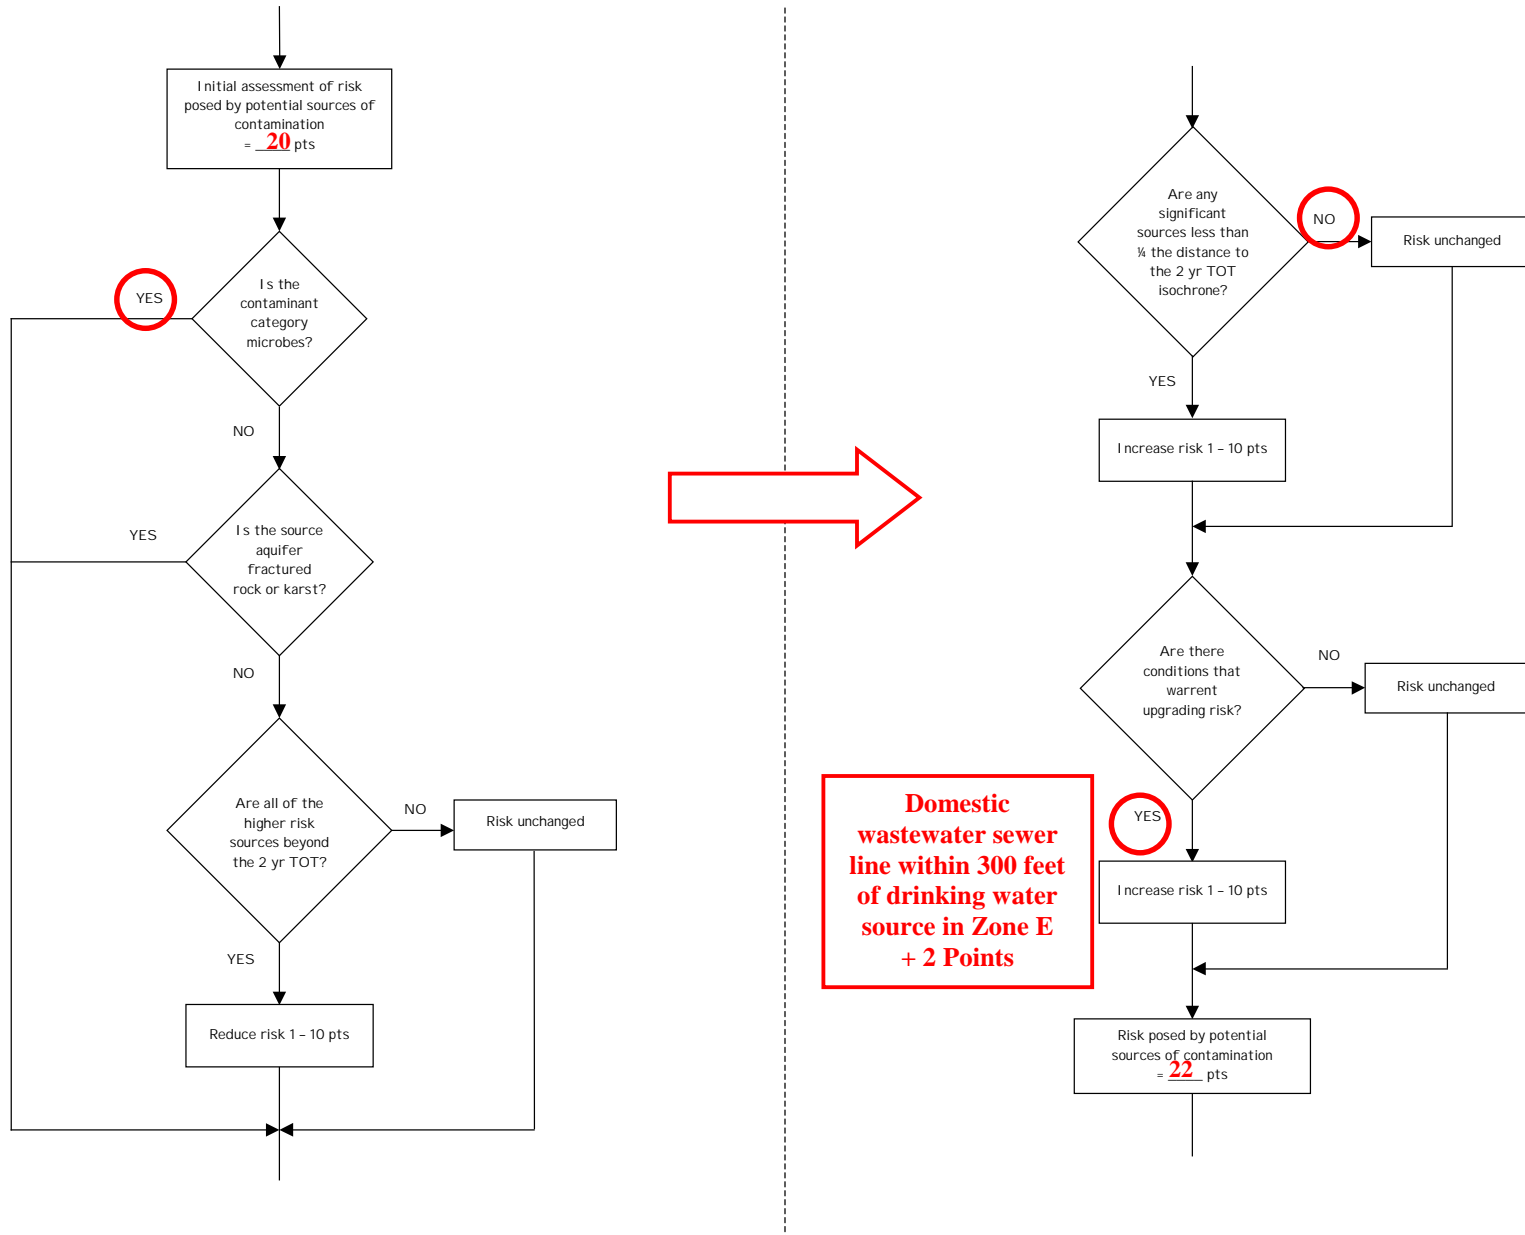 Initial assessment of risk
posed by potential sources of
contamination
= 20 pts
Is the
contaminant
category
microbes?
YES
NO
Is the source
aquifer
fractured
rock or karst?
YES
NO
Are all of the
higher risk
sources beyond
the 2 yr TOT?
NO
Risk unchanged
YES
Reduce risk 1 – 10 pts
Are any
significant
sources less than
¼ the distance to
the 2 yr TOT
isochrone?
NO
Risk unchanged
YES
Increase risk 1 – 10 pts
Are there
conditions that
warrent
upgrading risk?
NO
Risk unchanged
YES
Domestic
wastewater sewer
line within 300 feet
of drinking water
source in Zone E
+ 2 Points
Increase risk 1 – 10 pts
Risk posed by potential
sources of contamination
= 22 pts